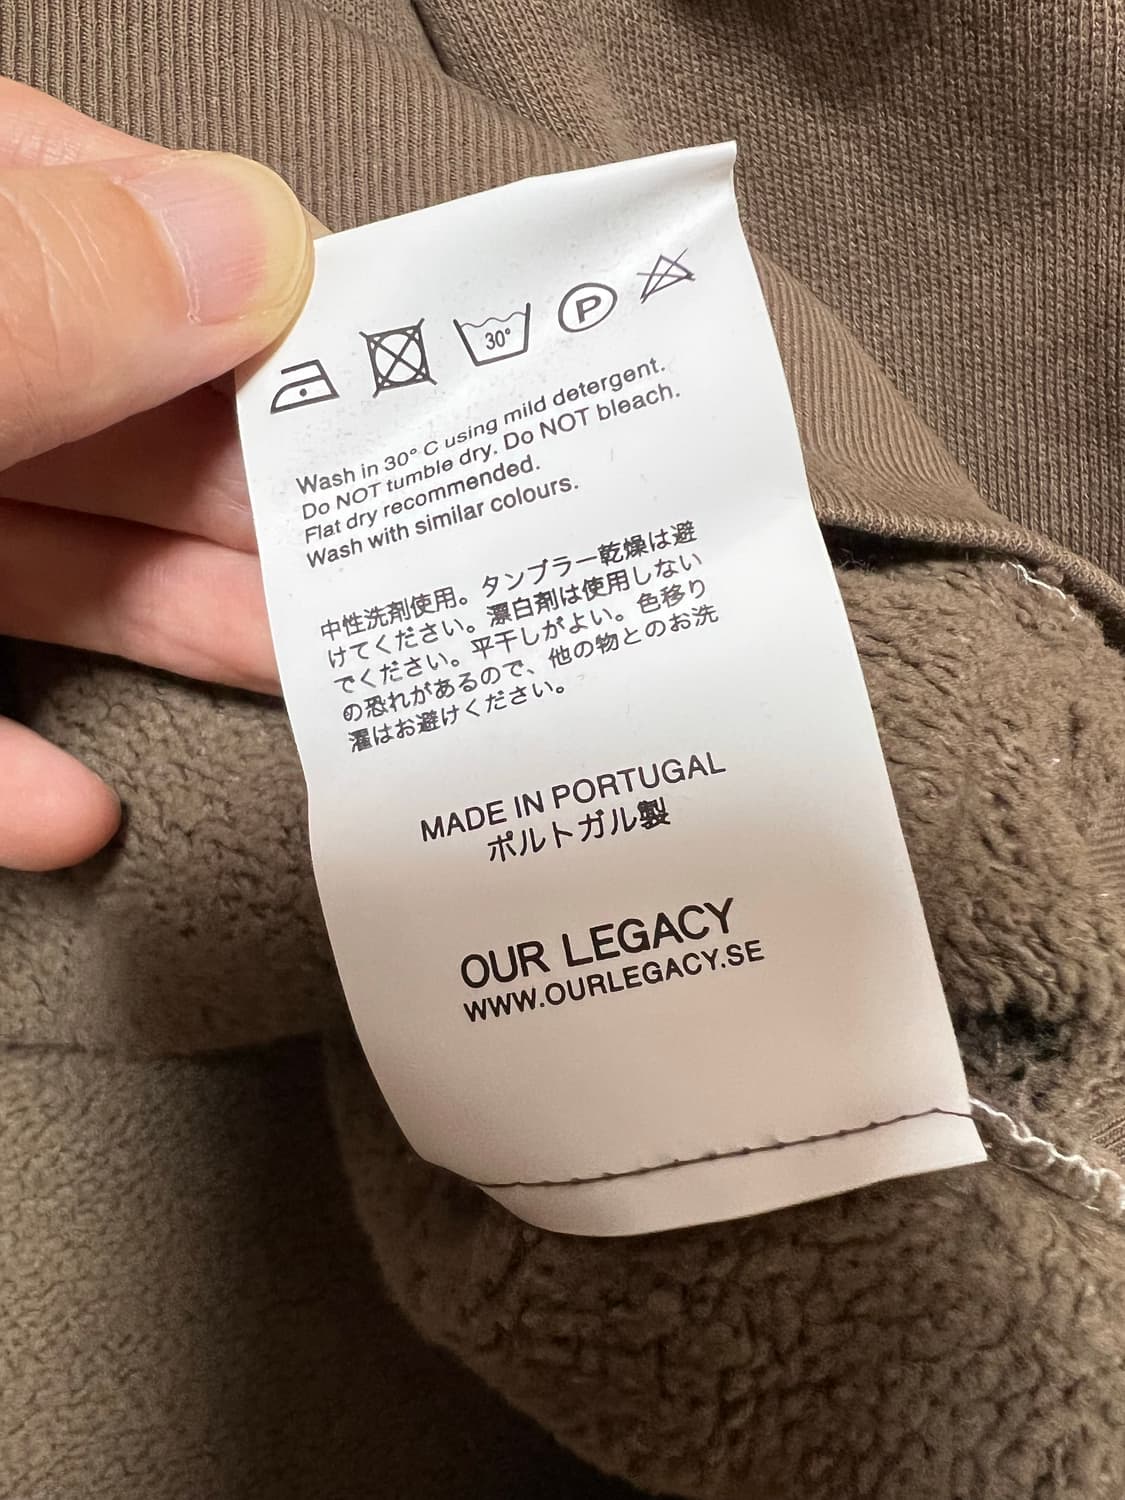 30°
P
Wash in 30° C using mild detergent.
Do NOT tumble dry. Do NOT bleach.
Flat dry recommended.
Wash with similar colours.
中性洗剤使用。タンブラー乾燥は避
けてください。漂白剤は使用しない
でください。平干しがよい。色移り
の恐れがあるので、他の物とのお洗
濯はお避けください。
MADE IN PORTUGAL
ポルトガル製
OUR LEGACY
WWW.OURLEGACY.SE